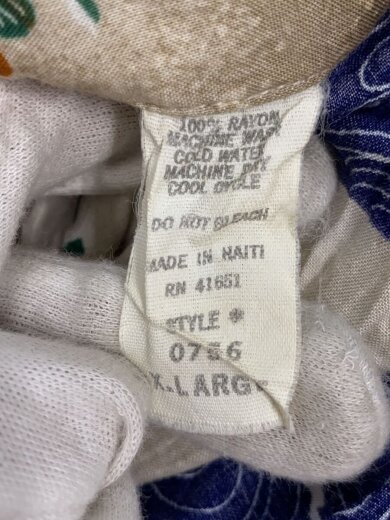 100% RAYON
MACHINE WASH
COLD WATER
MACHINE DRY
COOL CYCLE
DO NOT BLEACH
MADE IN HAITI
RN 41651
STYLE #
0756
X-LARGE